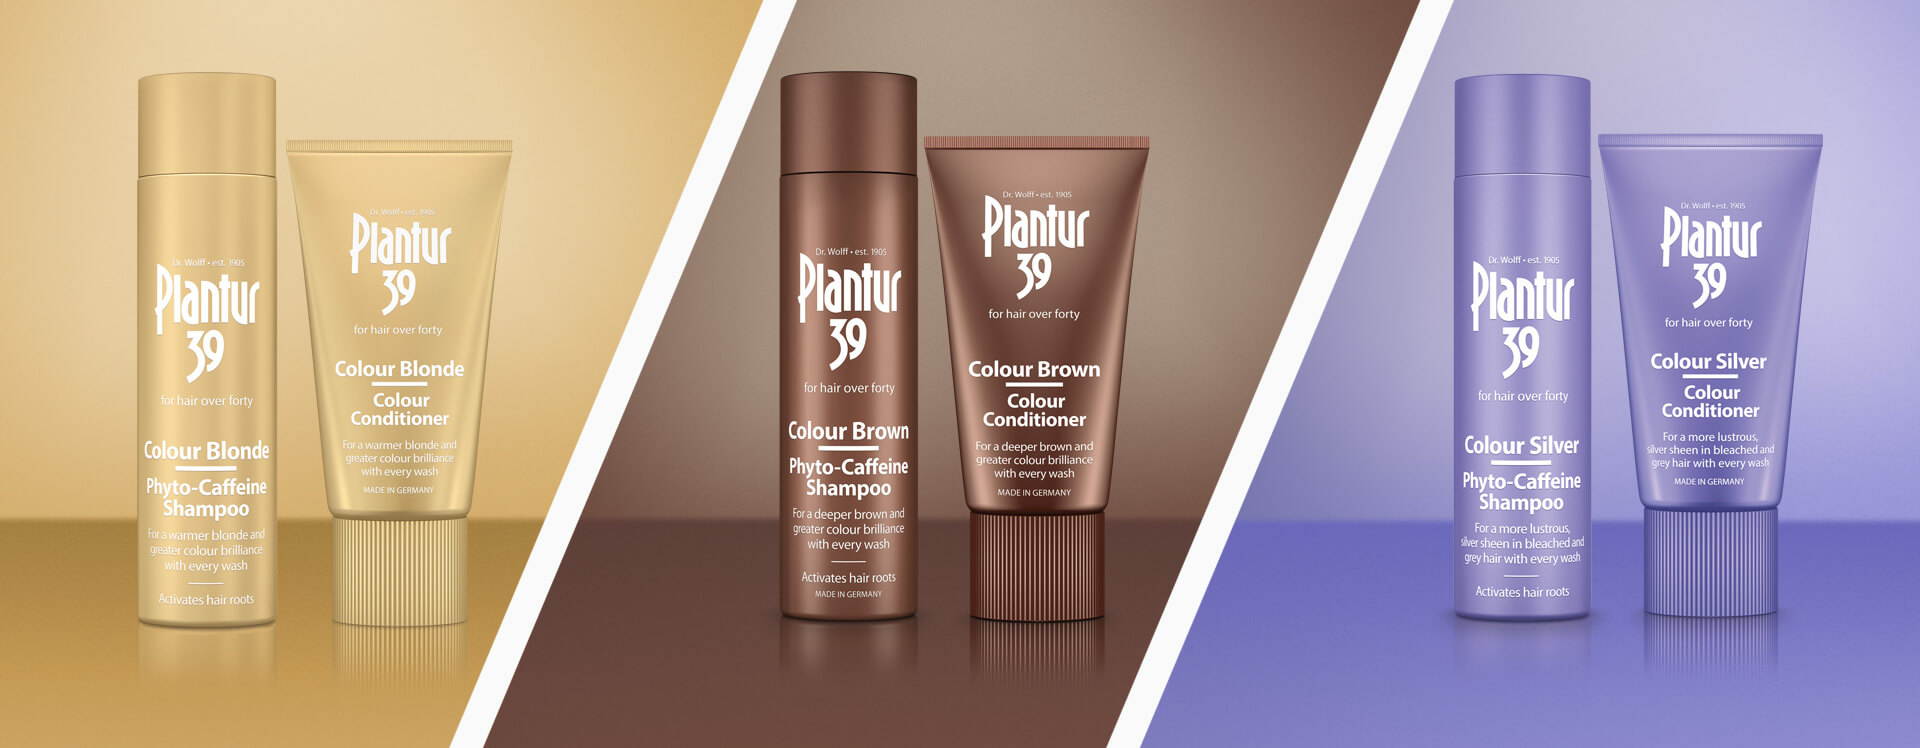 Dr. Wolff • est. 1905
Plantur
39
for hair over forty
Colour Blonde
Phyto-Caffeine
Shampoo
For a warmer blonde and
greater colour brilliance
with every wash
Activates hair roots
Dr. Wolff • est. 1905
Plantur
39
for hair over forty
Colour Blonde
Colour
Conditioner
For a warmer blonde and
greater colour brilliance
with every wash
MADE IN GERMANY
Dr. Wolff • est. 1905
Plantur
39
for hair over forty
Colour Brown
Phyto-Caffeine
Shampoo
For a deeper brown and
greater colour brilliance
with every wash
Activates hair roots
MADE IN GERMANY
Dr. Wolff • est. 1905
Plantur
39
for hair over forty
Colour Brown
Colour
Conditioner
For a deeper brown and
greater colour brilliance
with every wash
MADE IN GERMANY
Dr. Wolff • est. 1905
Plantur
39
for hair over forty
Colour Silver
Phyto-Caffeine
Shampoo
For a more lustrous,
silver sheen in bleached and
grey hair with every wash
Activates hair roots
Dr. Wolff • est. 1905
Plantur
39
for hair over forty
Colour Silver
Colour
Conditioner
For a more lustrous,
silver sheen in bleached and
grey hair with every wash
MADE IN GERMANY